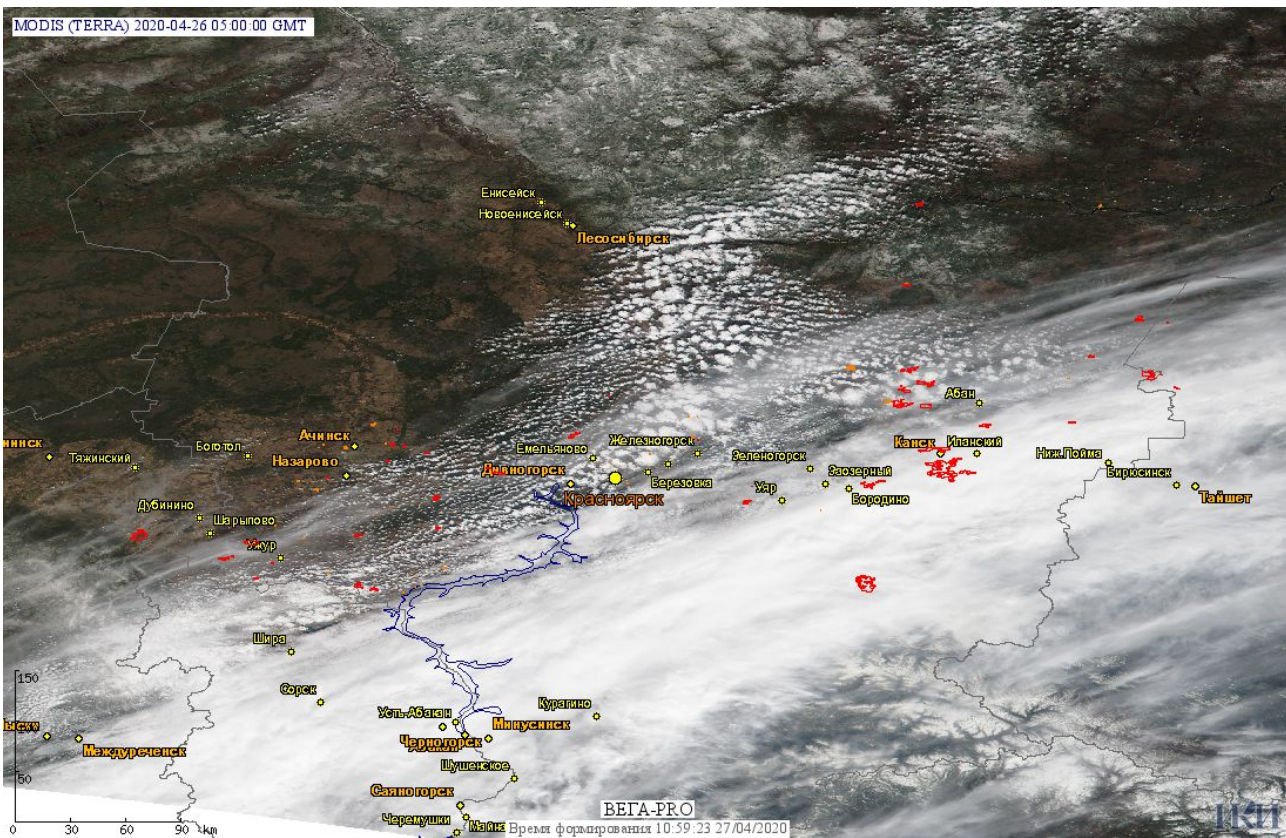 MODIS (TERRA) 2020-04-26 05:00:00 GMT
Енисейск
Новоенисейск
Лесосибирск
Абан
Ачинск
Боготол
Тяжинский
Назарово
Емельяново
Железногорск
Канск
Иланский
Ниж.Пойма
Дивногорск
Зеленогорск
Заозерный
Березовка
Бирюсинск
Красноярск
Уяр
Бородино
Тайшет
Дубинино
Шарыпово
Ужур
Шира
150
Сорск
Курагино
Усть-Абакан
Минусинск
Черногорск
Междуреченск
Шушенское
50
Саяногорск
ВЕГА-PRO
ИКИ
Черемушки
Майна
0 30 60 90 km
Время формирования 10:59:23 27/04/2020